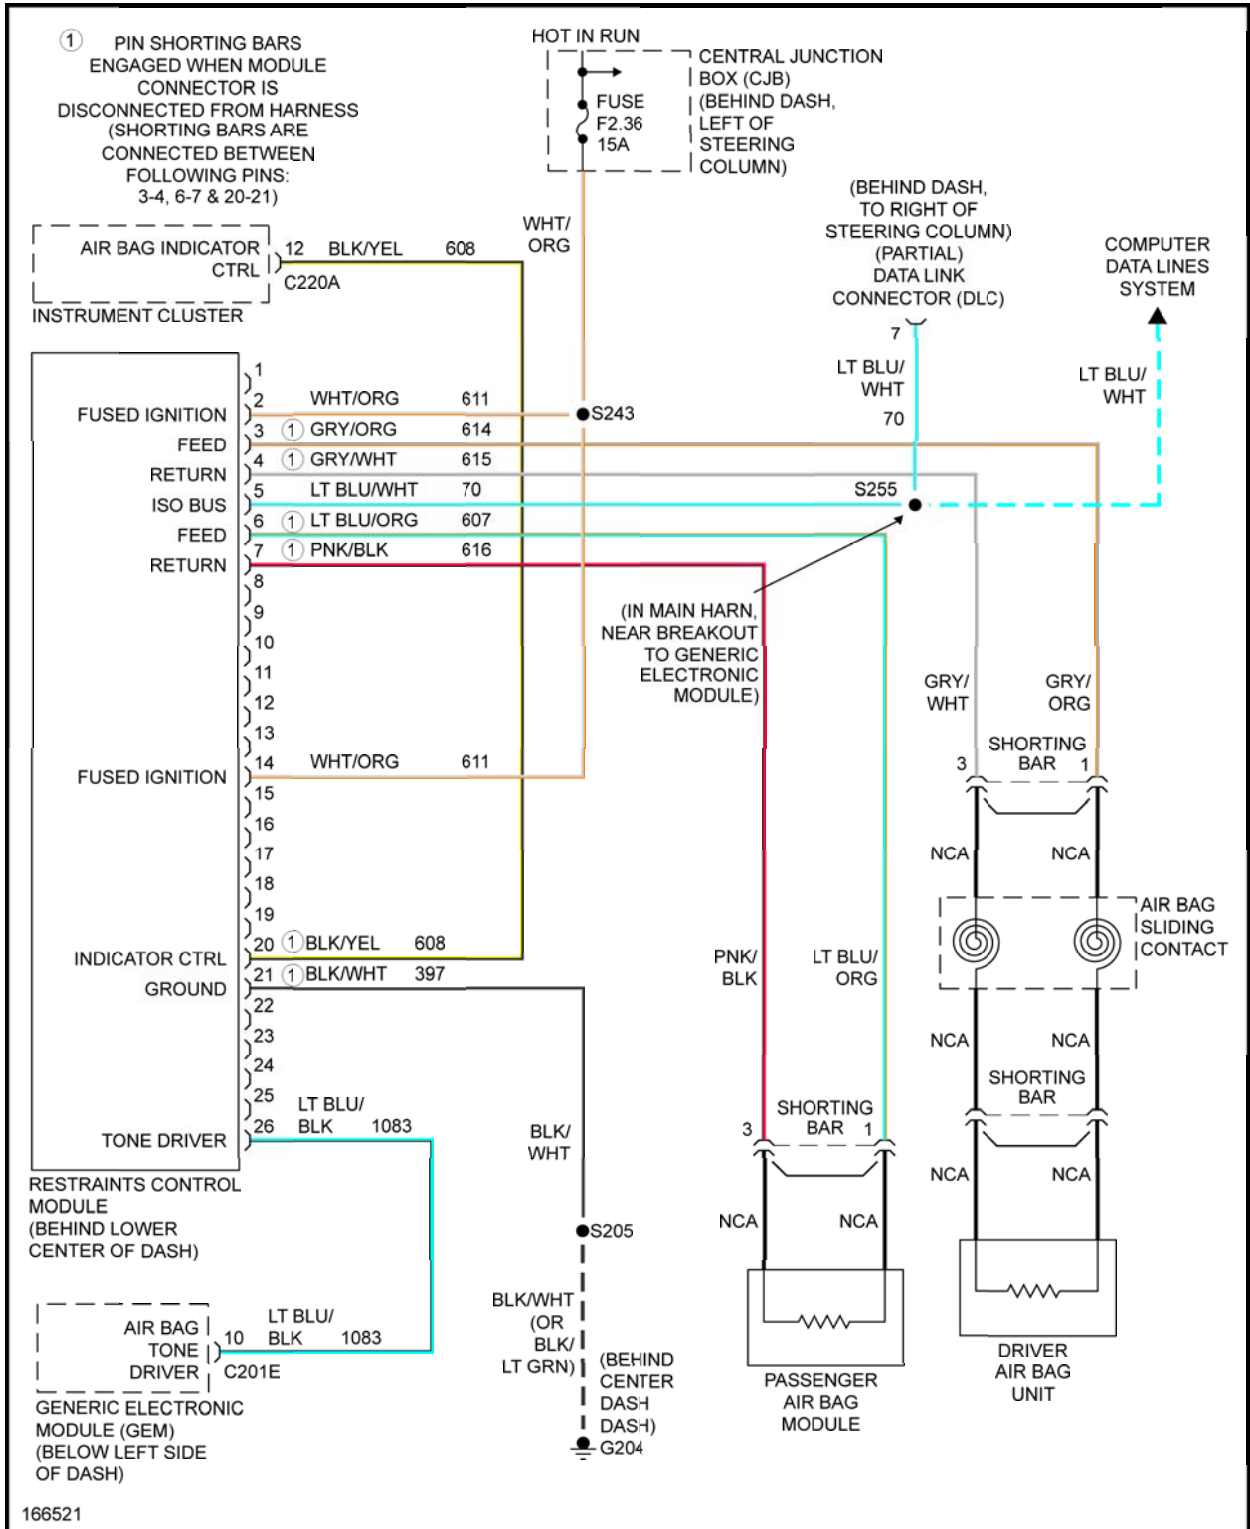 1 PIN SHORTING BARS
ENGAGED WHEN MODULE
CONNECTOR IS
DISCONNECTED FROM HARNESS
(SHORTING BARS ARE
CONNECTED BETWEEN
FOLLOWING PINS:
3-4, 6-7 & 20-21)
HOT IN RUN
FUSE
F2.36
15A
CENTRAL JUNCTION
BOX (CJB)
(BEHIND DASH,
LEFT OF
STEERING
COLUMN)
WHT/
ORG
AIR BAG INDICATOR
CTRL
12 BLK/YEL 608
C220A
INSTRUMENT CLUSTER
(BEHIND DASH,
TO RIGHT OF
STEERING COLUMN)
(PARTIAL)
DATA LINK
CONNECTOR (DLC)
7
LT BLU/
WHT
70
COMPUTER
DATA LINES
SYSTEM
LT BLU/
WHT
1
FUSED IGNITION 2 WHT/ORG 611
S243
FEED 3 1 GRY/ORG 614
RETURN 4 1 GRY/WHT 615
ISO BUS 5 LT BLU/WHT 70
S255
FEED 6 1 LT BLU/ORG 607
RETURN 7 1 PNK/BLK 616
8
9
10
11
12
13
FUSED IGNITION 14 WHT/ORG 611
15
16
17
18
19
INDICATOR CTRL 20 1 BLK/YEL 608
GROUND 21 1 BLK/WHT 397
22
23
24
25
TONE DRIVER 26 LT BLU/
BLK 1083
RESTRAINTS CONTROL
MODULE
(BEHIND LOWER
CENTER OF DASH)
(IN MAIN HARN,
NEAR BREAKOUT
TO GENERIC
ELECTRONIC
MODULE)
GRY/
WHT
GRY/
ORG
SHORTING
BAR
3 1
NCA NCA
AIR BAG
SLIDING
CONTACT
NCA NCA
SHORTING
BAR
NCA NCA
DRIVER
AIR BAG
UNIT
PNK/
BLK
LT BLU/
ORG
SHORTING
BAR
3 1
NCA NCA
PASSENGER
AIR BAG
MODULE
BLK/
WHT
S205
BLK/WHT
(OR
BLK/
LT GRN)
(BEHIND
CENTER
DASH
DASH)
G204
AIR BAG
TONE
DRIVER
10 LT BLU/
BLK 1083
C201E
GENERIC ELECTRONIC
MODULE (GEM)
(BELOW LEFT SIDE
OF DASH)
166521